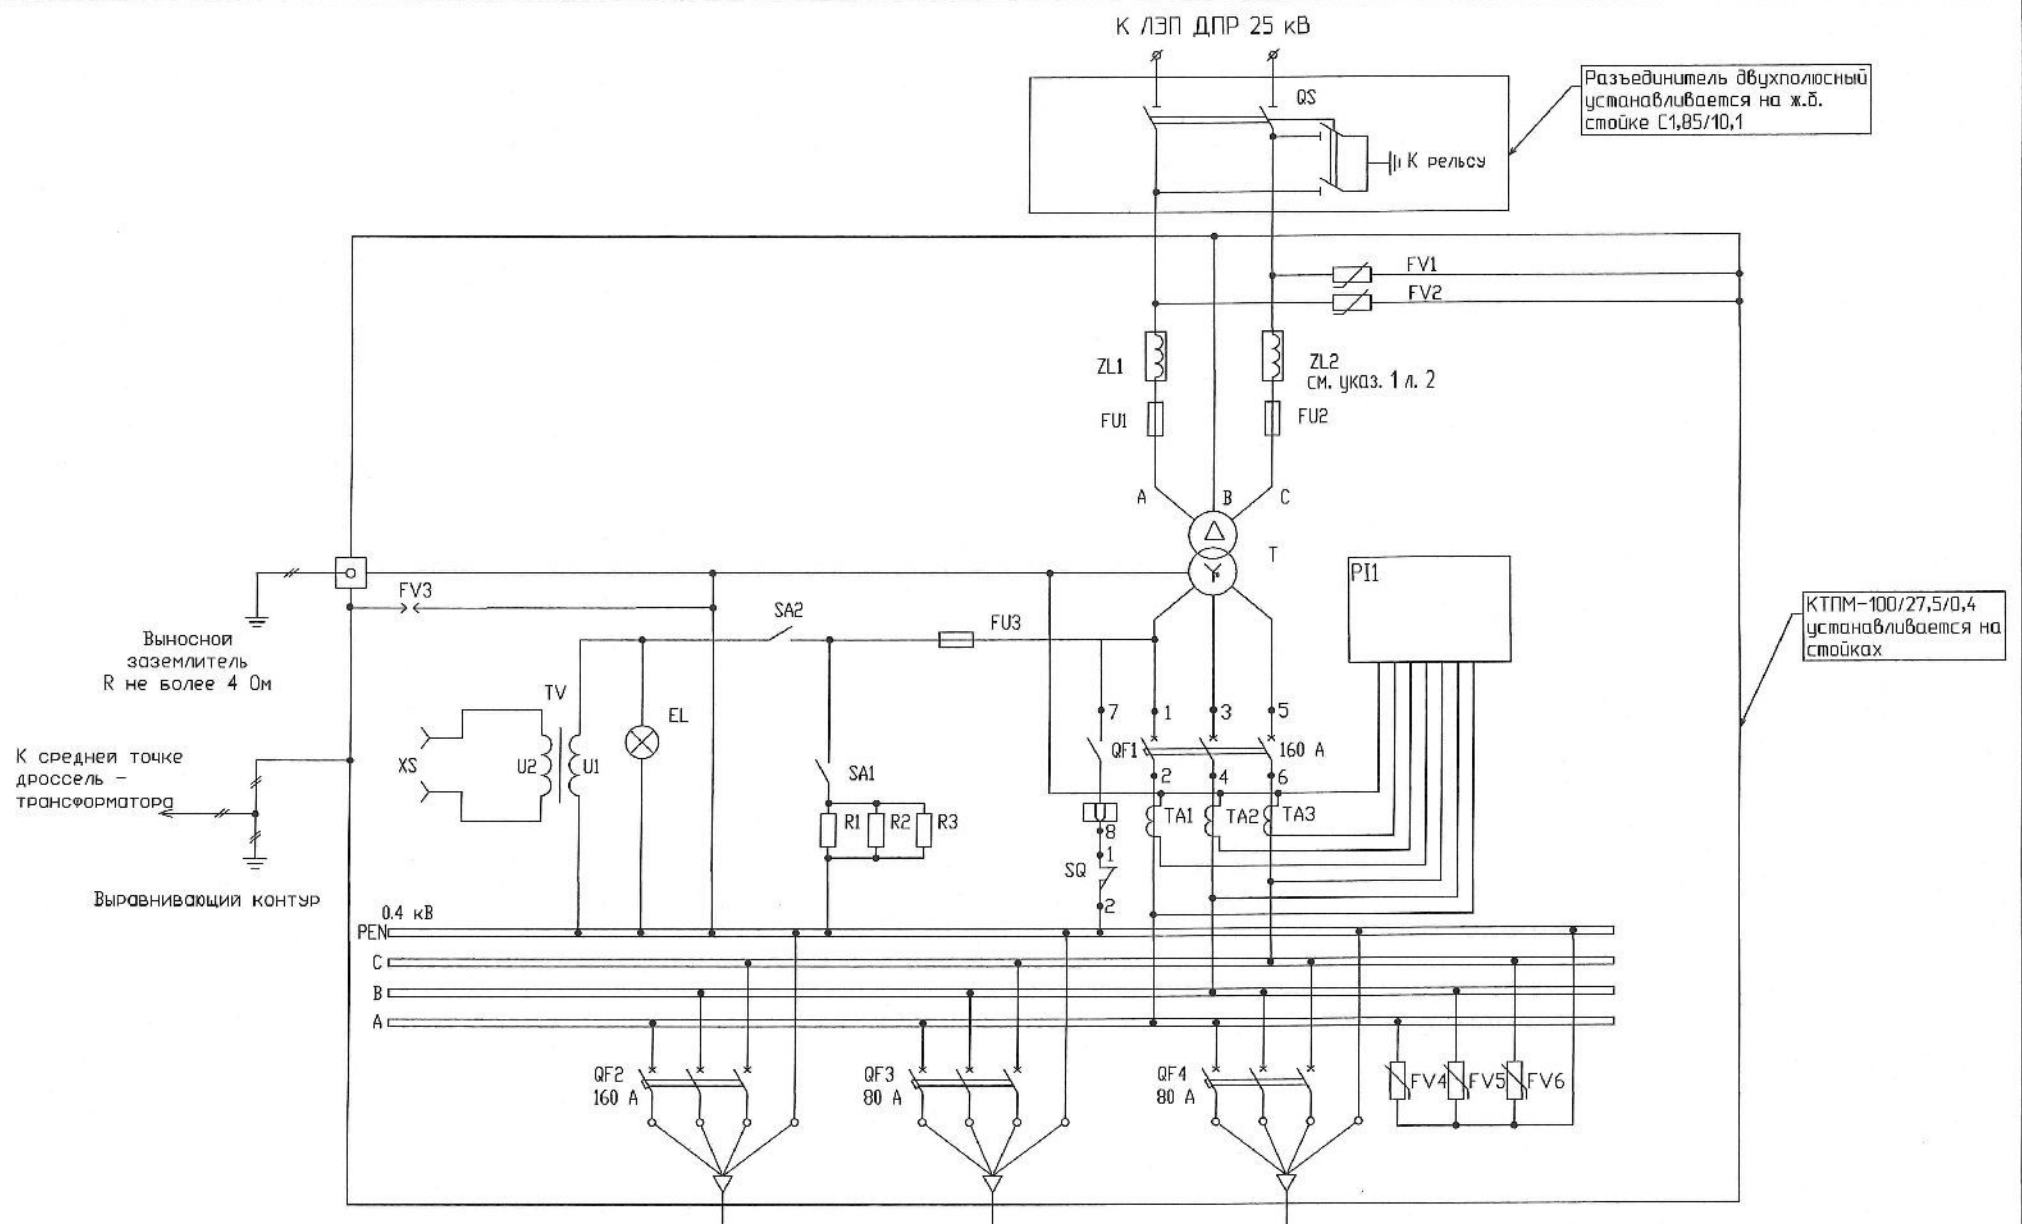 К ЛЭП ДПР 25 кВ
QS
Разъединитель двухполюсный
устанавливается на ж.б.
стойке С1,85/10,1
К рельсу
FV1
FV2
ZL1
ZL2
см. указ. 1 л. 2
FU1
FU2
A
B
C
T
PI1
КТПМ-100/27,5/0,4
устанавливается на
стойках
FV3
SA2
FU3
Выносной
заземлитель
R не более 4 Ом
TV
EL
7
1
3
5
К средней точке
дроссель -
трансформатора
XS
U2
U1
SA1
QF1
160 А
2
4
6
R1
R2
R3
TA1
TA2
TA3
8
1
SQ
2
Выравнивающий контур
0.4 кВ
PEN
C
B
A
QF2
160 А
QF3
80 А
QF4
80 А
FV4
FV5
FV6